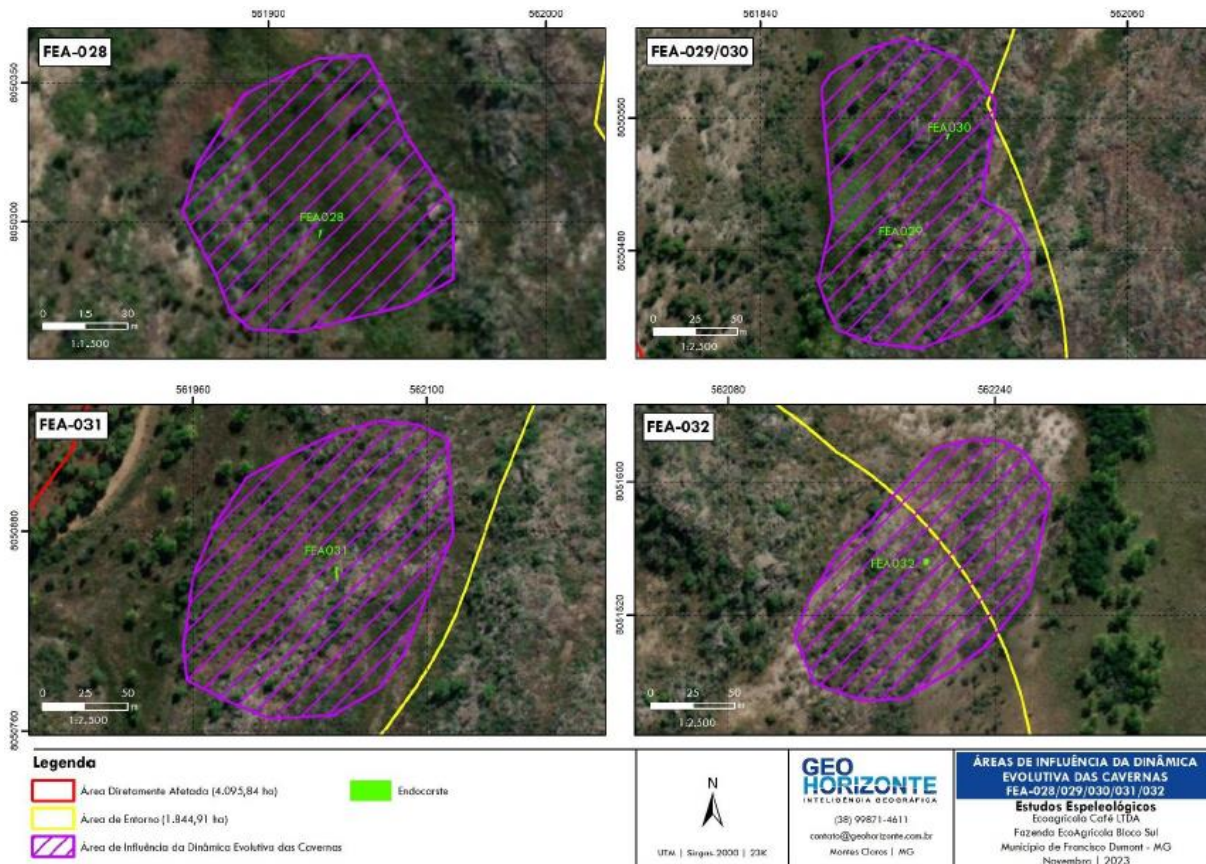 561900
562000
FEA-028
8050350
8050300
FEA028
0 15 30
m
1:1.500
561840
562060
FEA-029/030
8050560
8050480
FEA030
FEA029
0 25 50
m
1:2.500
561960
562100
FEA-031
8050880
8050760
FEA031
0 25 50
m
1:2.500
562080
562240
FEA-032
8051600
8051520
FEA032
0 25 50
m
1:2.500
Legenda
Área Diretamente Afetada (4.095,84 ha)
Endocarste
Área de Entorno (1.844,91 ha)
Área de Influência da Dinâmica Evolutiva das Cavernas
N
UTM | Sirgas 2000 | 23K
GEO
HORIZONTE
INTELIGÊNCIA GEOGRÁFICA
(38) 99871-4611
contato@geohorizonte.com.br
Montes Claros | MG
ÁREAS DE INFLUÊNCIA DA DINÂMICA
EVOLUTIVA DAS CAVERNAS
FEA-028/029/030/031/032
Estudos Espeleológicos
Ecoagrícola Café LTDA
Fazenda EcoAgrícola Bloco Sul
Município de Francisco Dumont - MG
Novembro | 2023